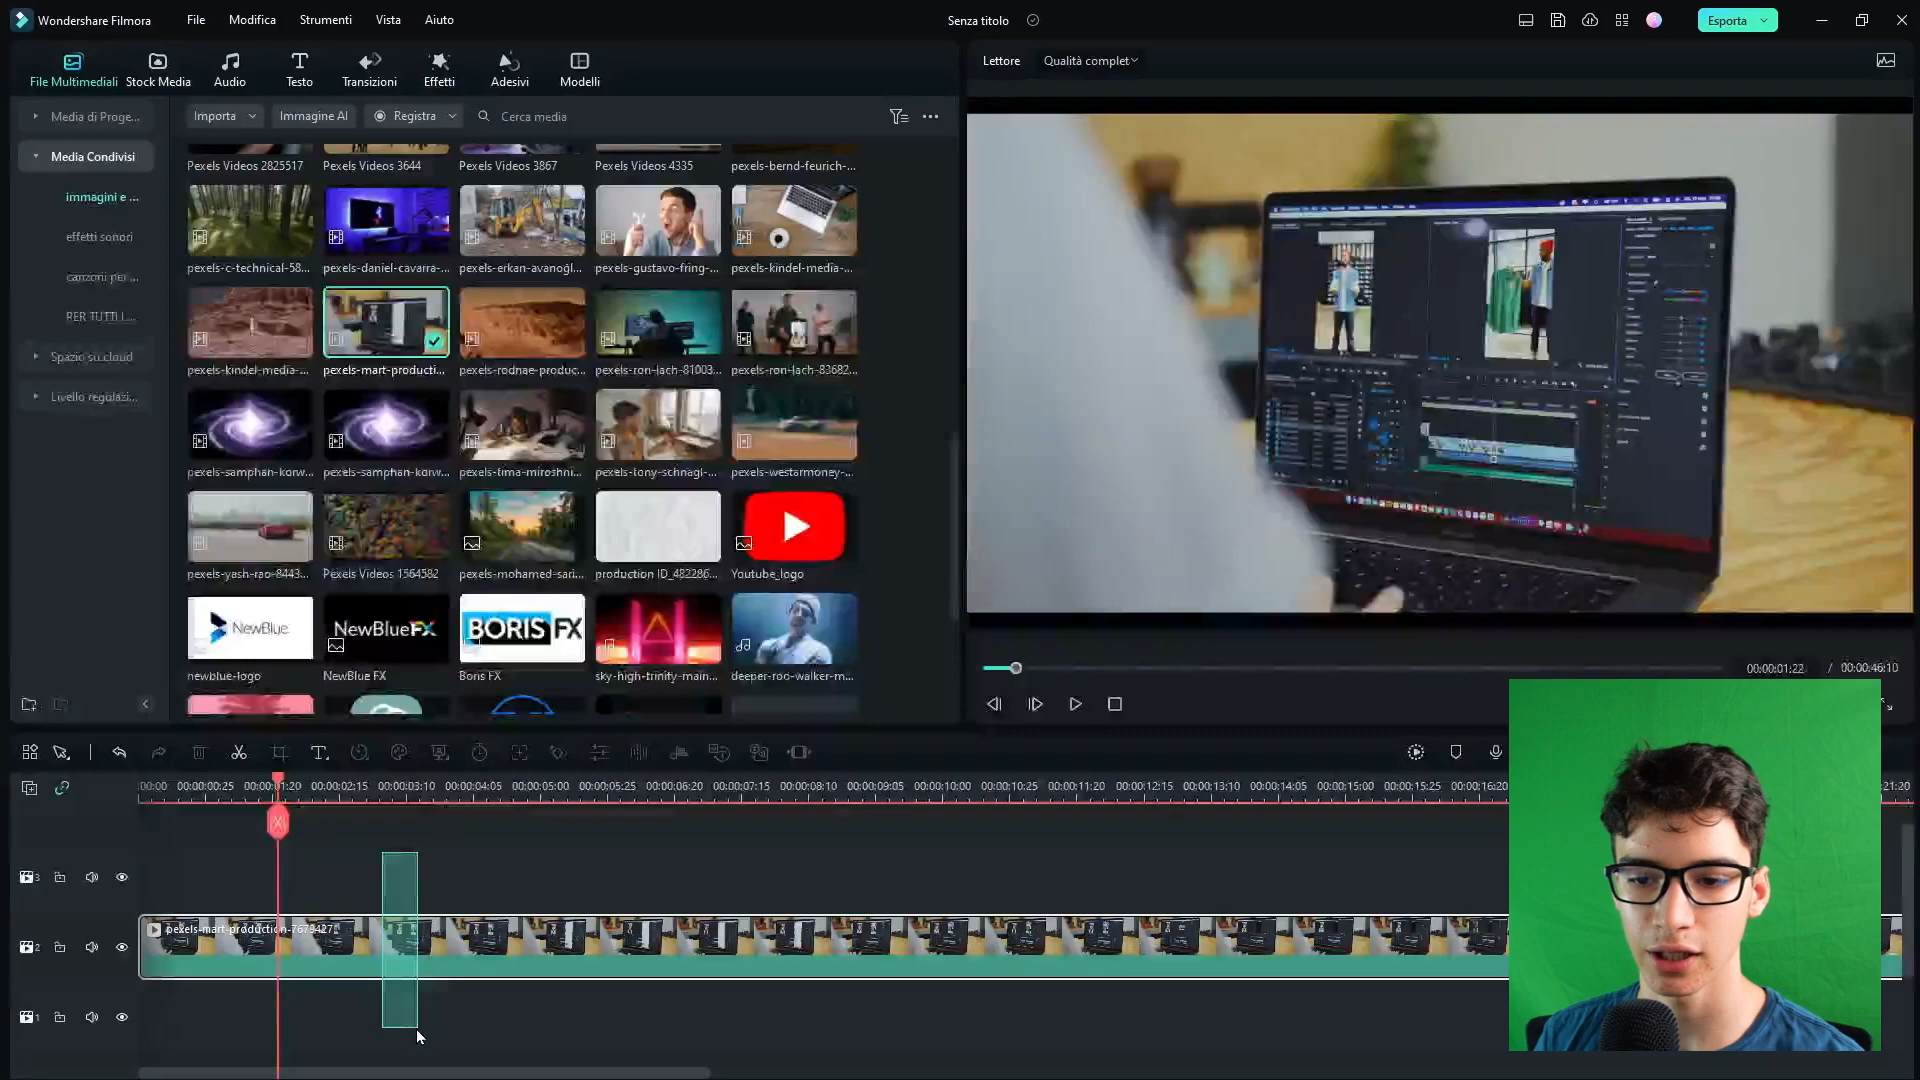 Wondershare Filmora
File
Modifica
Strumenti
Vista
Aiuto
Senza titolo
Esporta
File Multimediali
Stock Media
Audio
Testo
Transizioni
Effetti
Adesivi
Modelli
Lettore
Qualità complet
Media di Proge...
Importa
Immagine AI
Registra
Cerca media
Media Condivisi
immagini e ...
effetti sonori
canzoni per ...
PER TUTTI I...
Spazio su cloud
Livello regolazi...
Pexels Videos 2825517
Pexels Videos 3644
Pexels Videos 3867
Pexels Videos 4335
pexels-bernd-feurich-...
pexels-c-technical-58...
pexels-daniel-cavarra-...
pexels-erkan-avanoğl...
pexels-gustavo-fring-...
pexels-kindel-media-...
pexels-kindel-media-...
pexels-mart-producti...
pexels-rodnae-produc...
pexels-ron-lach-81003...
pexels-ron-lach-83682...
pexels-samphan-korw...
pexels-samphan-korw...
pexels-tima-miroshni...
pexels-tony-schnagl-...
pexels-westarmoney-...
pexels-yash-rao-8443...
Pexels Videos 1564582
pexels-mohamed-sari...
production ID_482286...
Youtube_logo
NewBlue
NewBlueFX
BORIS FX
newblue-logo
NewBlue FX
Boris FX
sky-high-trinity-main...
deeper-roo-walker-m...
00:00:01:22 / 00:00:46:10
:00:00
00:00:00:25
00:00:01:20
00:00:02:15
00:00:03:10
00:00:04:05
00:00:05:00
00:00:05:25
00:00:06:20
00:00:07:15
00:00:08:10
00:00:09:05
00:00:10:00
00:00:10:25
00:00:11:20
00:00:12:15
00:00:13:10
00:00:14:05
00:00:15:00
00:00:15:25
00:00:16:20
:21:20
3
2
pexels-mart-production-7679427
1